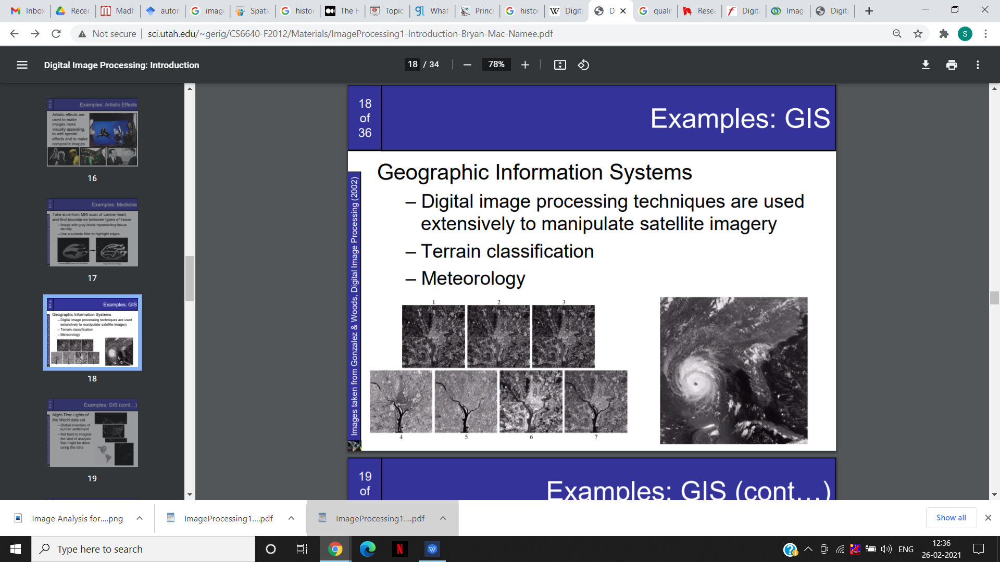 Inbox
Recer
Madh
auton
imag
Spatia
histor
The H
Topic
What
Princi
histor
Digita
D
qualit
Resea
Digita
Imag
Digita
Not secure | sci.utah.edu/~gerig/CS6640-F2012/Materials/ImageProcessing1-Introduction-Bryan-Mac-Namee.pdf
S
Digital Image Processing: Introduction
18 / 34
78%
Examples: Artistic Effects
Artistic effects are
used to make
images more
visually appealing,
to add special
effects and to make
composite images
16
Examples: Medicine
Take slice from MRI scan of canine heart,
and find boundaries between types of tissue
– Image with gray levels representing tissue
density
– Use a suitable filter to highlight edges
17
Examples: GIS
Geographic Information Systems
– Digital image processing techniques are used
extensively to manipulate satellite imagery
– Terrain classification
– Meteorology
18
Examples: GIS (cont...)
Night-Time Lights of
the World data set
– Global inventory of
human settlement
– Not hard to imagine
the kind of analysis
that might be done
using this data
19
18
of
36
Examples: GIS
Images taken from Gonzalez & Woods, Digital Image Processing (2002)
Geographic Information Systems
– Digital image processing techniques are used
extensively to manipulate satellite imagery
– Terrain classification
– Meteorology
1 2 3
4 5 6 7
19
of
Examples: GIS (cont…)
Image Analysis for....png
ImageProcessing1....pdf
ImageProcessing1....pdf
Show all
Type here to search
ENG
12:36
26-02-2021